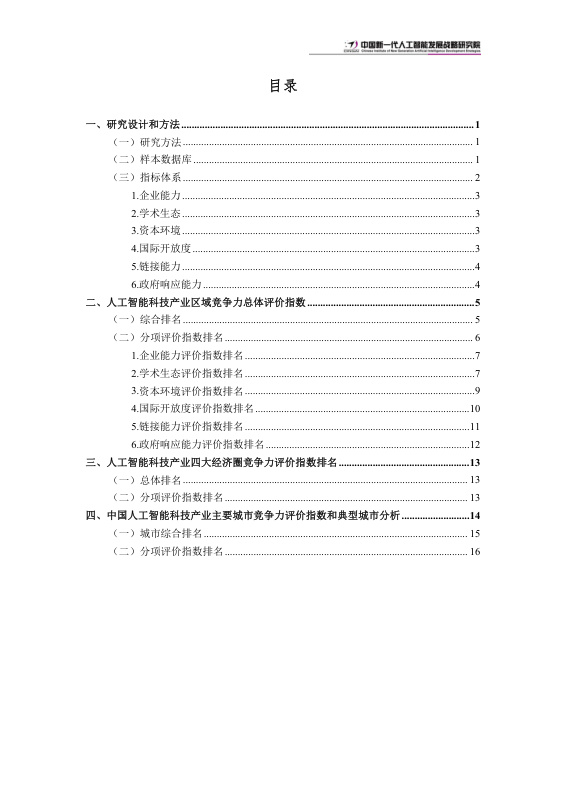 中国新一代人工智能发展战略研究院
Chinese Institute of New Generation Artificial Intelligence Development Strategies
目录
一、研究设计和方法 1
（一）研究方法 1
（二）样本数据库 1
（三）指标体系 2
1.企业能力 3
2.学术生态 3
3.资本环境 3
4.国际开放度 3
5.链接能力 4
6.政府响应能力 4
二、人工智能科技产业区域竞争力总体评价指数 5
（一）综合排名 5
（二）分项评价指数排名 6
1.企业能力评价指数排名 7
2.学术生态评价指数排名 7
3.资本环境评价指数排名 9
4.国际开放度评价指数排名 10
5.链接能力评价指数排名 11
6.政府响应能力评价指数排名 12
三、人工智能科技产业四大经济圈竞争力评价指数排名 13
（一）总体排名 13
（二）分项评价指数排名 13
四、中国人工智能科技产业主要城市竞争力评价指数和典型城市分析 14
（一）城市综合排名 15
（二）分项评价指数排名 16